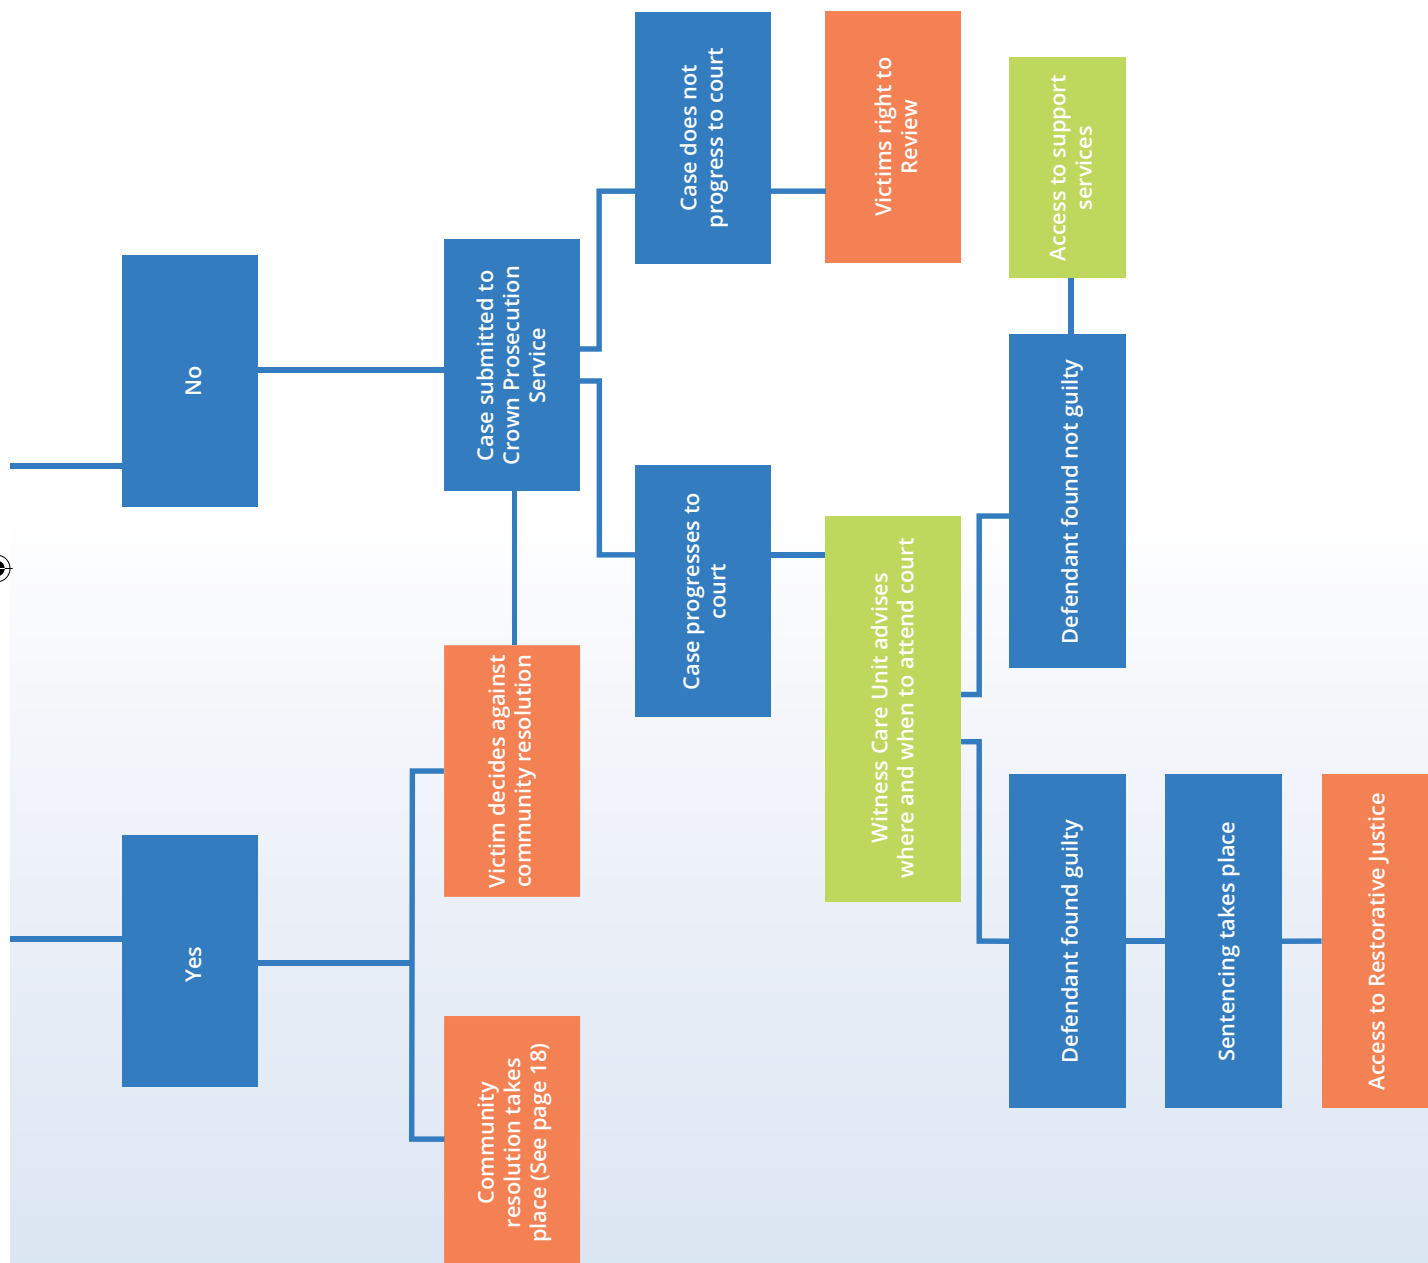 No
Yes
Case submitted to
Crown Prosecution
Service
Victim decides against
community resolution
Community
resolution takes
place (See page 18)
Case does not
progress to court
Case progresses to
court
Victims right to
Review
Witness Care Unit advises
where and when to attend court
Access to support
services
Defendant found not guilty
Defendant found guilty
Sentencing takes place
Access to Restorative Justice